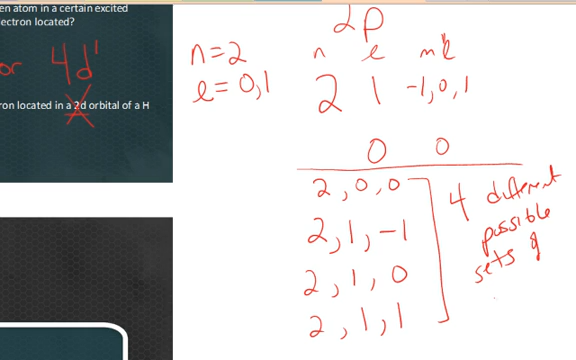 en atom in a certain excited
lectron located?
or 4d¹
ron located in a 2d orbital of a H
2p
n=2
l=0,1
n l ml
2 1 -1,0,1
0 0
2,0,0
2,1,-1
2,1,0
2,1,1
4 different
possible
sets of